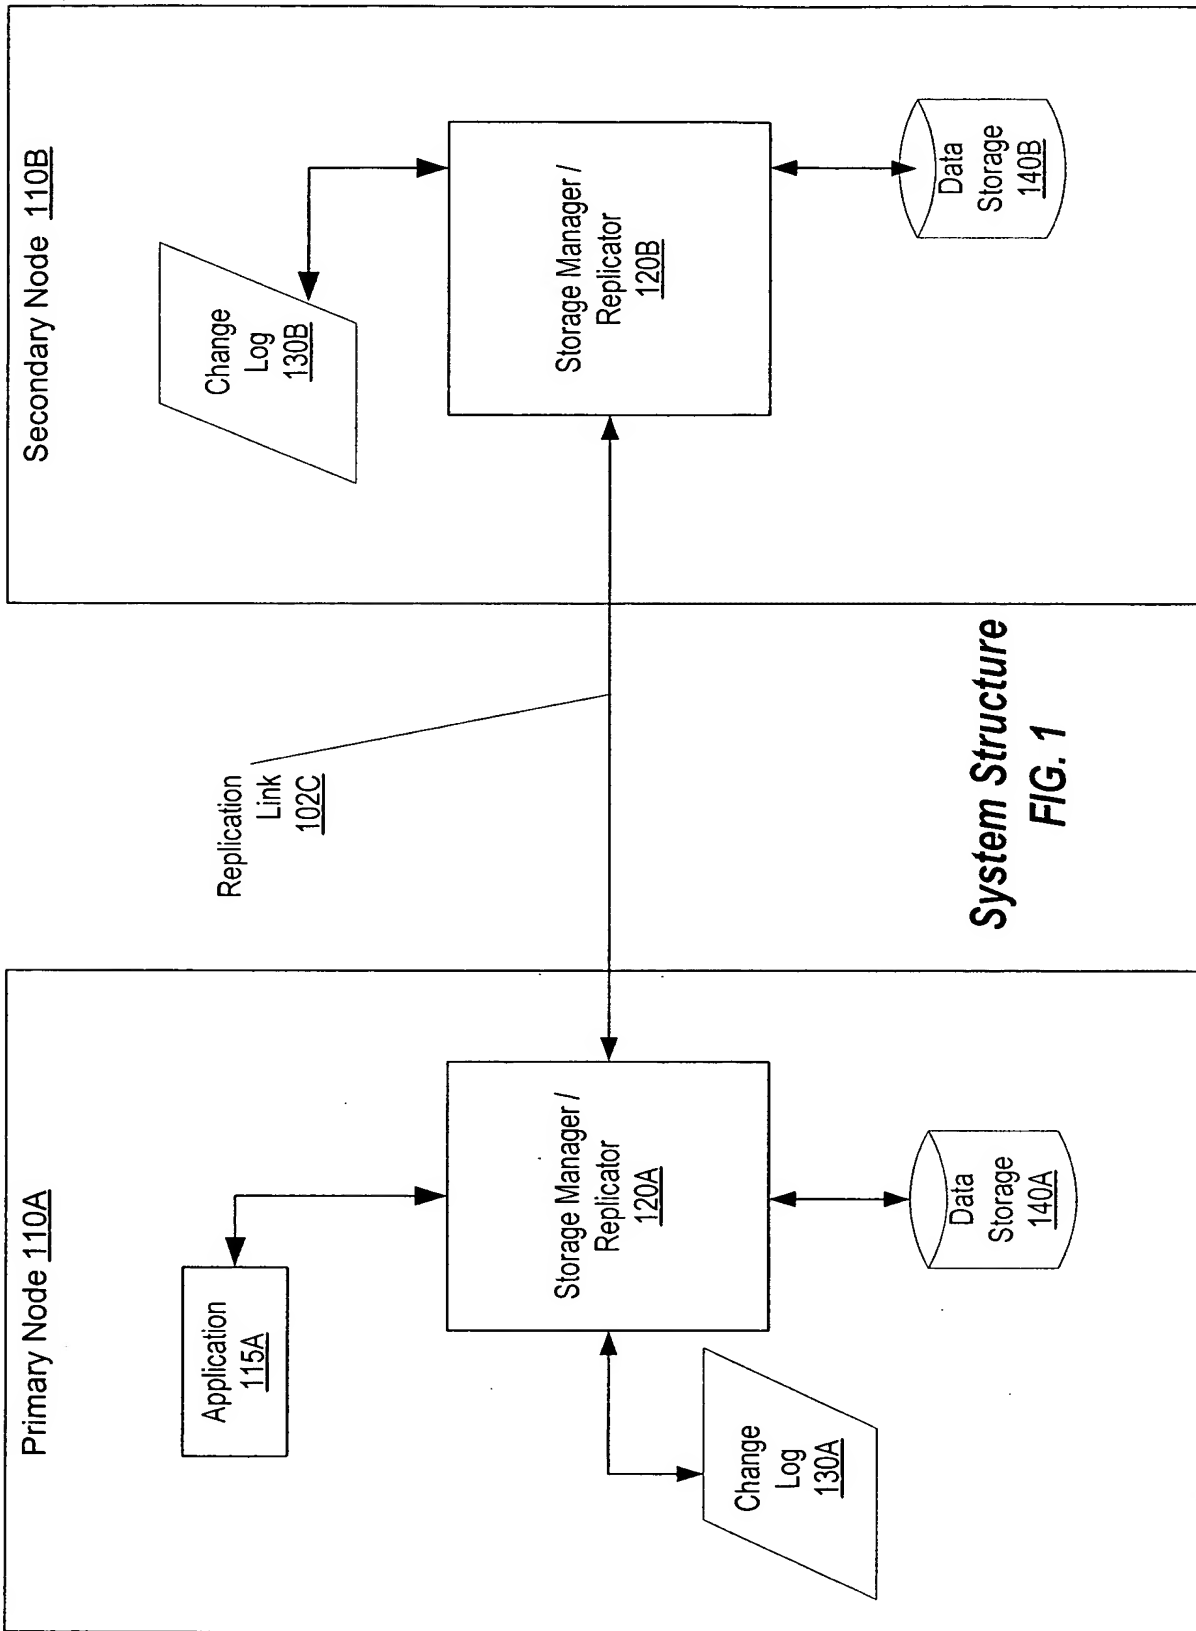 Primary Node 110A
Application
115A
Storage Manager /
Replicator
120A
Change
Log
130A
Data
Storage
140A
Replication
Link
102C
Secondary Node 110B
Change
Log
130B
Storage Manager /
Replicator
120B
Data
Storage
140B
System Structure
FIG. 1